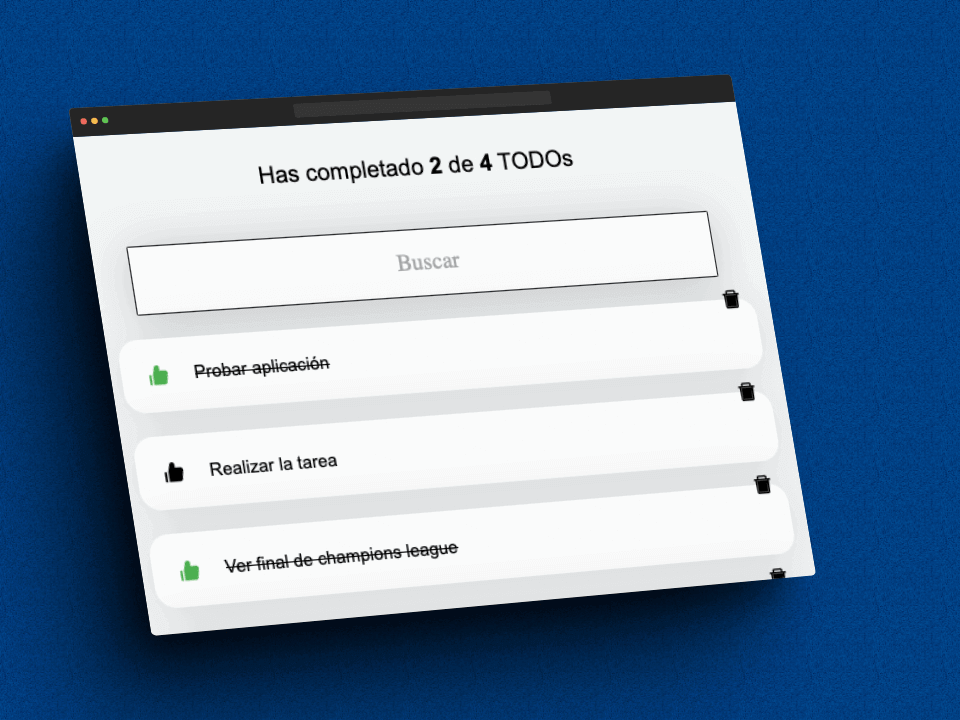 Has completado 2 de 4 TODOs
Buscar
Probar aplicación
Realizar la tarea
Ver final de champions league